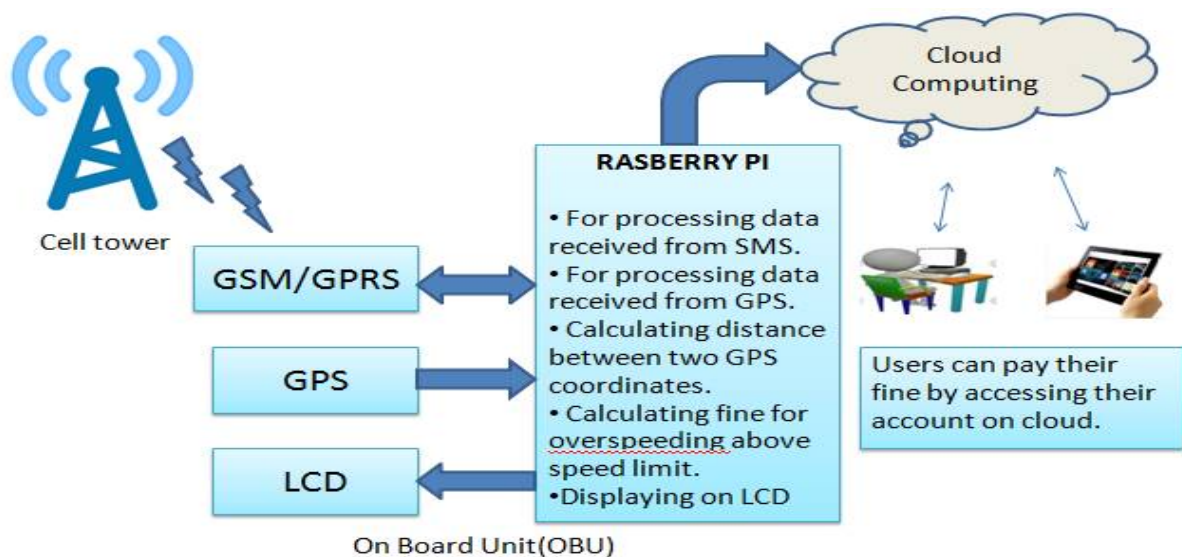 Cloud
Computing
RASBERRY PI
• For processing data
received from SMS.
• For processing data
received from GPS.
• Calculating distance
between two GPS
coordinates.
• Calculating fine for
overspeeding above
speed limit.
•Displaying on LCD
Cell tower
GSM/GPRS
GPS
LCD
Users can pay their
fine by accessing their
account on cloud.
On Board Unit(OBU)